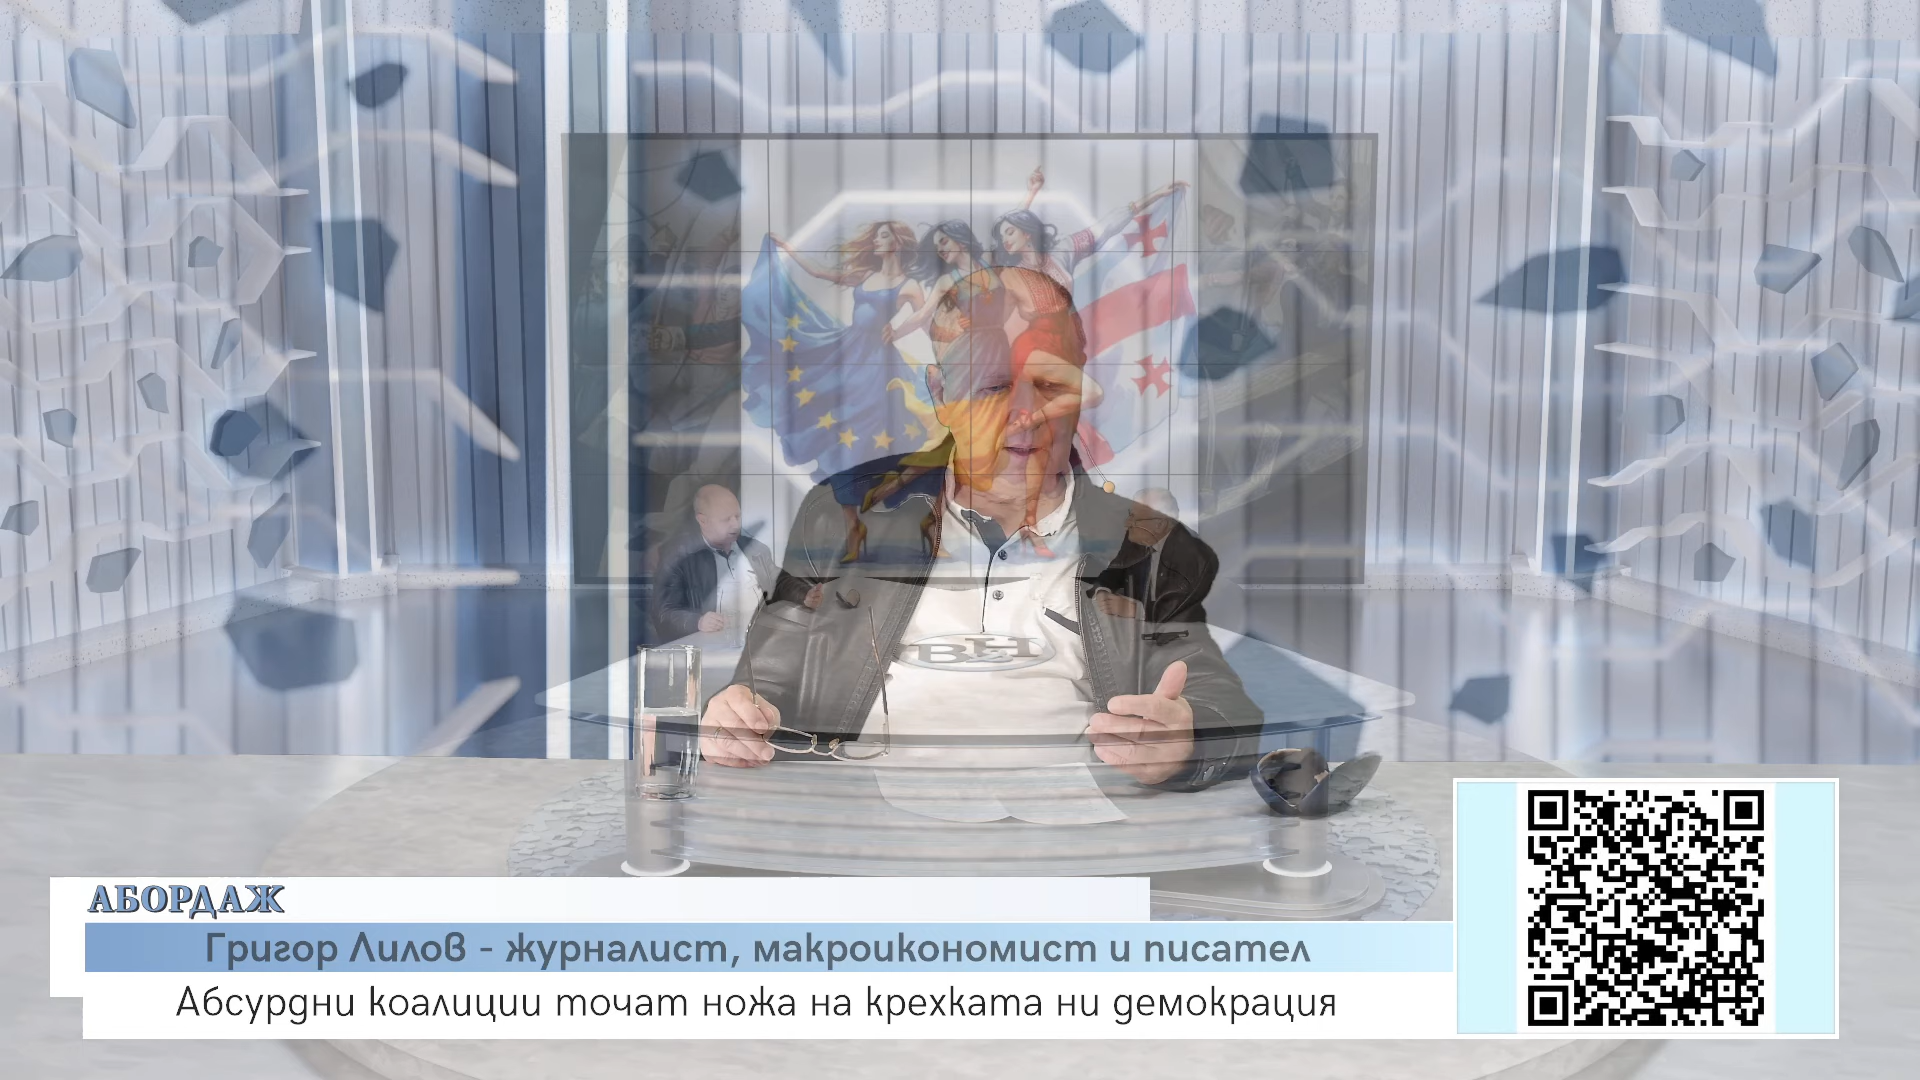 B&H
АБОРДАЖ
Григор Лилов - журналист, макроикономист и писател
Абсурдни коалиции точат ножа на крехката ни демокрация